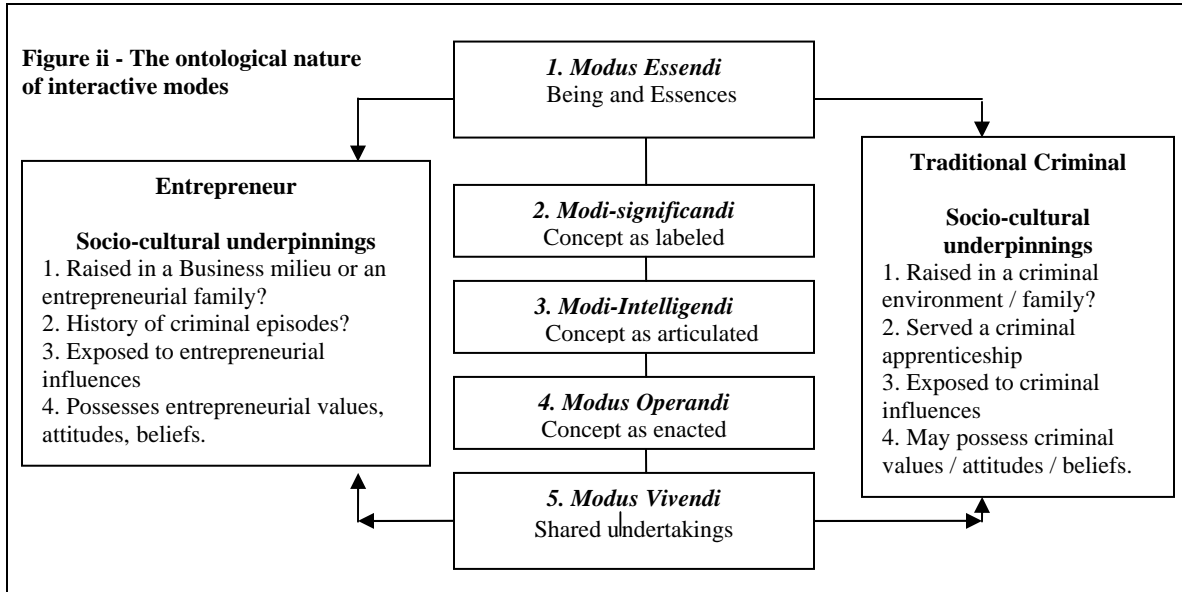 Figure ii - The ontological nature
of interactive modes
1. Modus Essendi
Being and Essences
Entrepreneur
Socio-cultural underpinnings
1. Raised in a Business milieu or an
entrepreneurial family?
2. History of criminal episodes?
3. Exposed to entrepreneurial
influences
4. Possesses entrepreneurial values,
attitudes, beliefs.
2. Modi-significandi
Concept as labeled
3. Modi-Intelligendi
Concept as articulated
4. Modus Operandi
Concept as enacted
5. Modus Vivendi
Shared undertakings
Traditional Criminal
Socio-cultural
underpinnings
1. Raised in a criminal
environment / family?
2. Served a criminal
apprenticeship
3. Exposed to criminal
influences
4. May possess criminal
values / attitudes / beliefs.